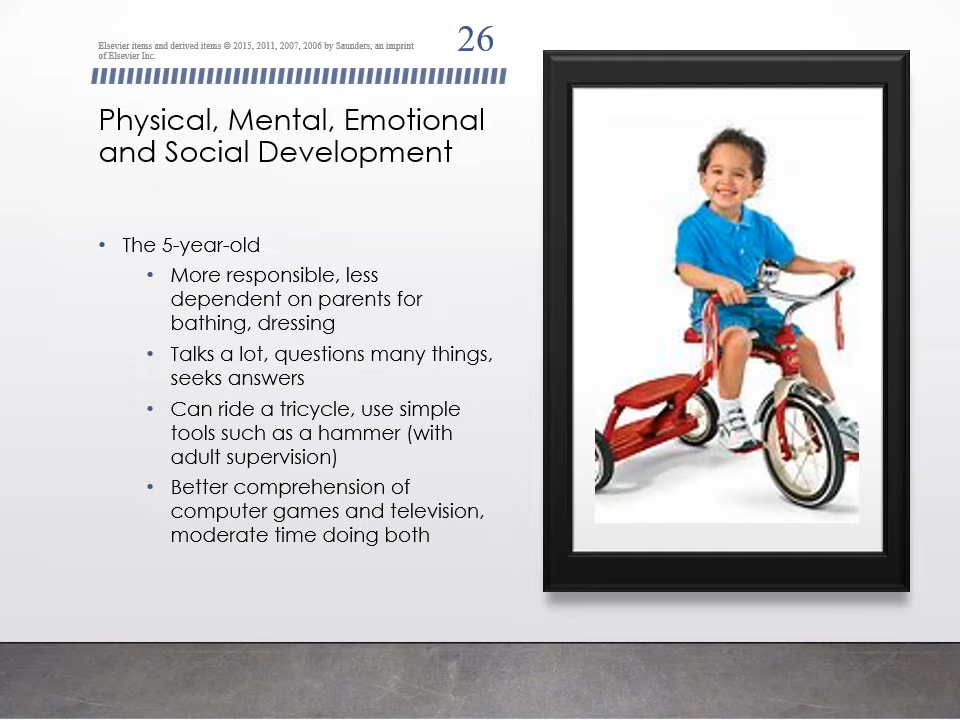 Elsevier items and derived items © 2015, 2011, 2007, 2006 by Saunders, an imprint
of Elsevier Inc.
26
Physical, Mental, Emotional
and Social Development
• The 5-year-old
• More responsible, less
dependent on parents for
bathing, dressing
• Talks a lot, questions many things,
seeks answers
• Can ride a tricycle, use simple
tools such as a hammer (with
adult supervision)
• Better comprehension of
computer games and television,
moderate time doing both